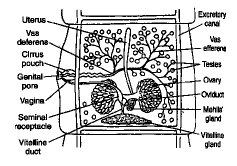 Uterus
Vas
deferens
Cirrus
pouch
Genital
pore
Vagina
Seminal
receptacle
Vitelline
duct
Excretory
canal
Vas
efferens
Testes
Ovary
Oviduct
Mehlis'
gland
Vitelline
gland